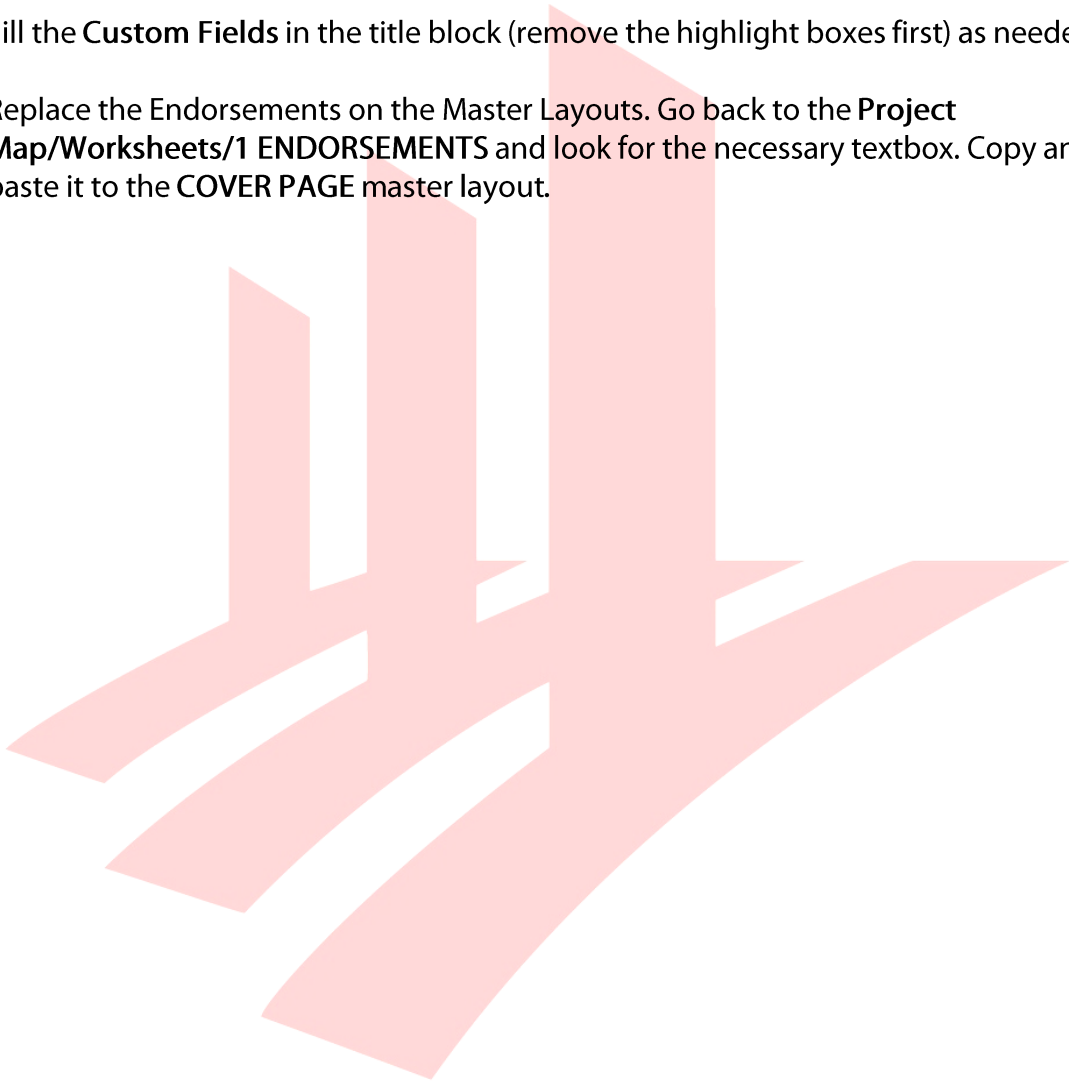 ill the Custom Fields in the title block (remove the highlight boxes first) as neede
Replace the Endorsements on the Master Layouts. Go back to the Project
Map/Worksheets/1 ENDORSEMENTS and look for the necessary textbox. Copy an
paste it to the COVER PAGE master layout.